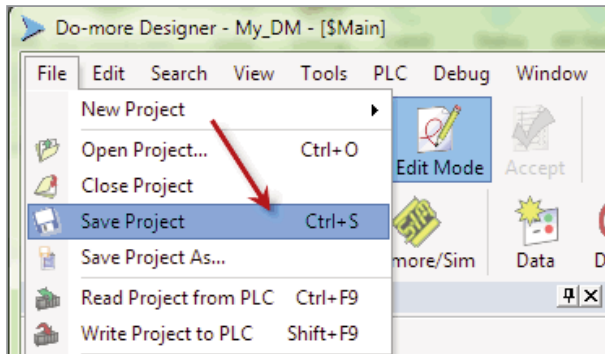 Do-more Designer - My_DM - [$Main]
File Edit Search View Tools PLC Debug Window
New Project
Open Project... Ctrl+O
Close Project
Save Project Ctrl+S
Save Project As...
Read Project from PLC Ctrl+F9
Write Project to PLC Shift+F9
Edit Mode Accept
more/Sim Data